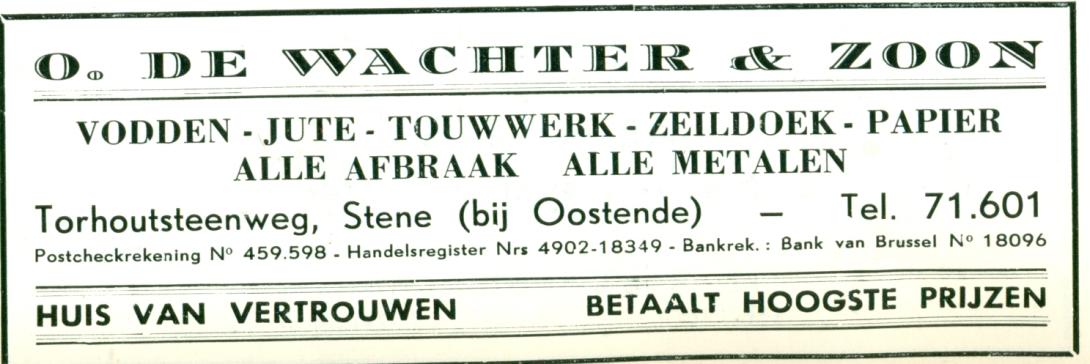 O. DE WACHTER & ZOON
VODDEN - JUTE - TOUWWERK - ZEILDOEK - PAPIER
ALLE AFBRAAK ALLE METALEN
Torhoutsteenweg, Stene (bij Oostende) – Tel. 71.601
Postcheckrekening Nº 459.598 - Handelsregister Nrs 4902-18349 - Bankrek. : Bank van Brussel Nº 18096
HUIS VAN VERTROUWEN BETAALT HOOGSTE PRIJZEN